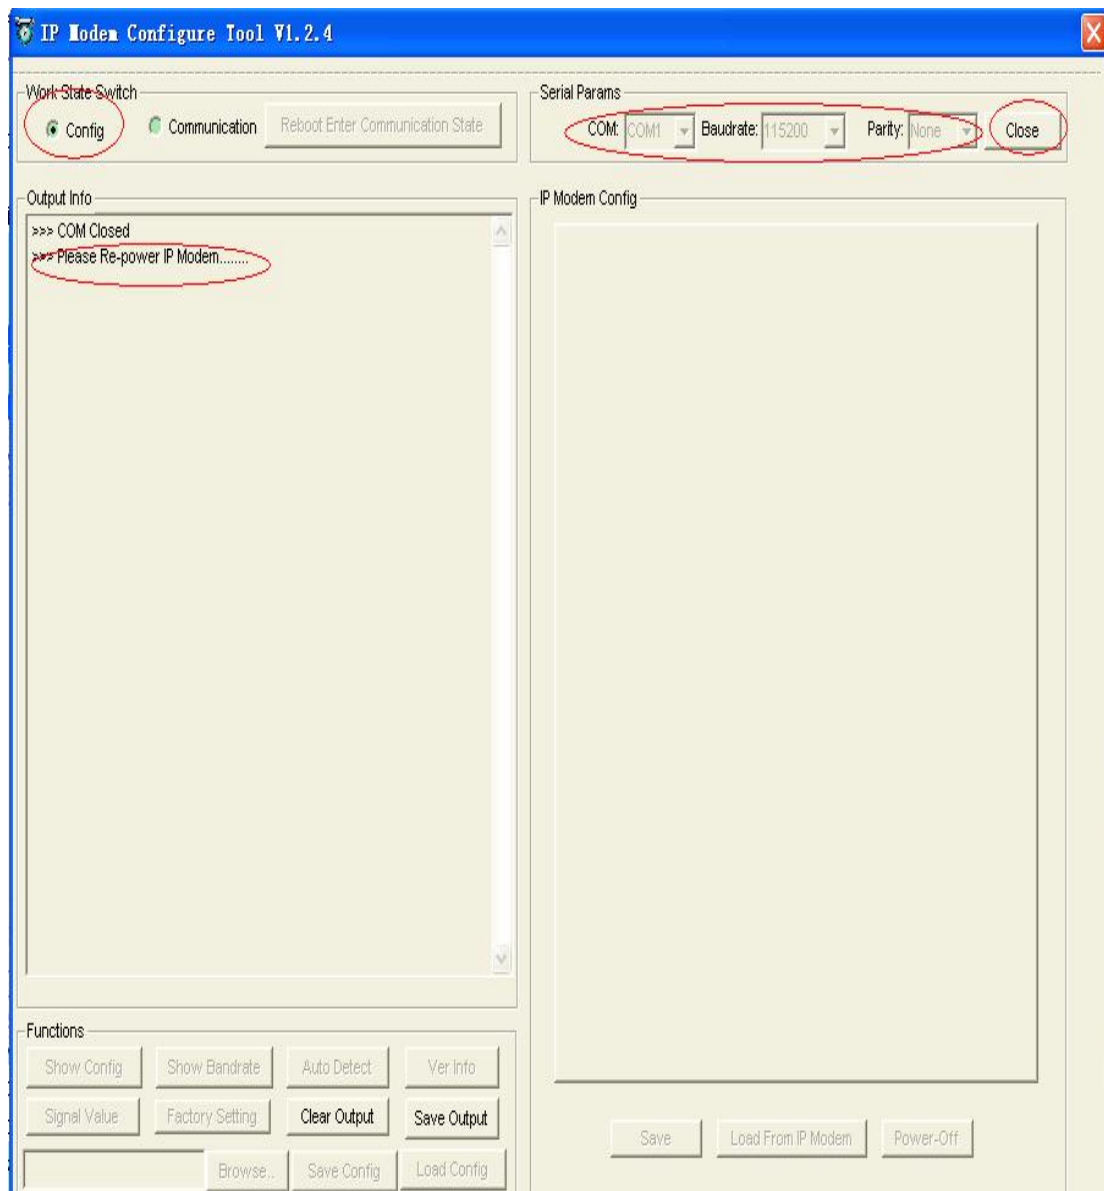 IP Modem Configure Tool V1.2.4
Work State Switch
Config
Communication
Reboot Enter Communication State
Serial Params
COM: COM1
Baudrate: 115200
Parity: None
Close
Output Info
>>> COM Closed
>>> Please Re-power IP Modem........
IP Modem Config
Functions
Show Config
Show Bandrate
Auto Detect
Ver Info
Signal Value
Factory Setting
Clear Output
Save Output
Browse..
Save Config
Load Config
Save
Load From IP Modem
Power-Off